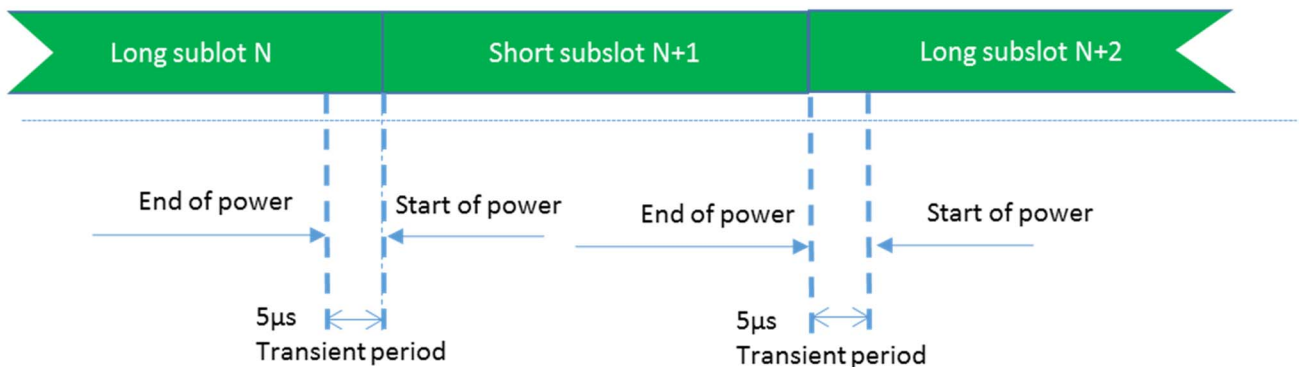 Long sublot N
Short subslot N+1
Long subslot N+2
End of power
Start of power
End of power
Start of power
5µs
Transient period
5µs
Transient period